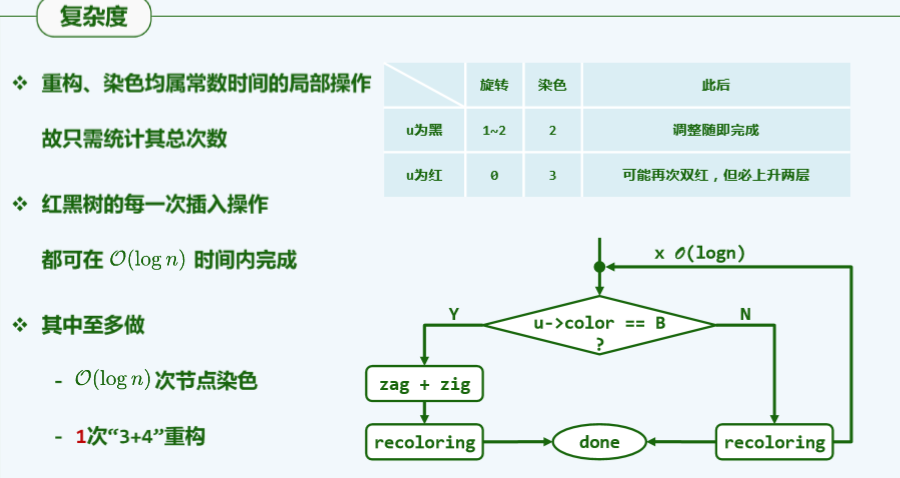 复杂度
❖ 重构、染色均属常数时间的局部操作
故只需统计其总次数
❖ 红黑树的每一次插入操作
都可在 𝒪(log n) 时间内完成
❖ 其中至多做
- 𝒪(log n) 次节点染色
- 1次“3+4”重构
旋转 染色 此后
u为黑 1~2 2 调整随即完成
u为红 0 3 可能再次双红，但必上升两层
x 𝒪(logn)
Y
u->color == B
?
N
zag + zig
recoloring
done
recoloring